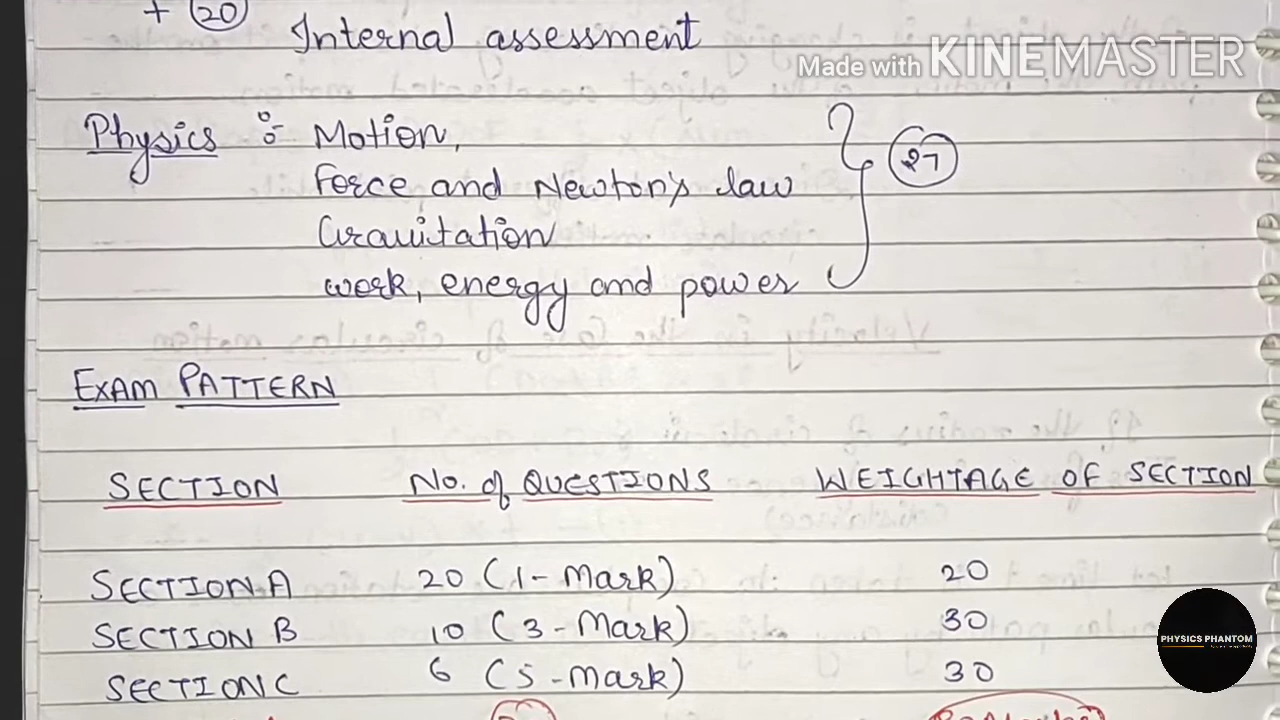 + 20
Internal assessment
Made with KINEMASTER
Physics : Motion,
Force and Newton's law
Gravitation
work, energy and power
27
EXAM PATTERN
SECTION No. of QUESTIONS WEIGHTAGE OF SECTION
SECTION A 20 (1-Mark) 20
SECTION B 10 (3-Mark) 30
SECTION C 6 (5-Mark) 30
PHYSICS PHANTOM